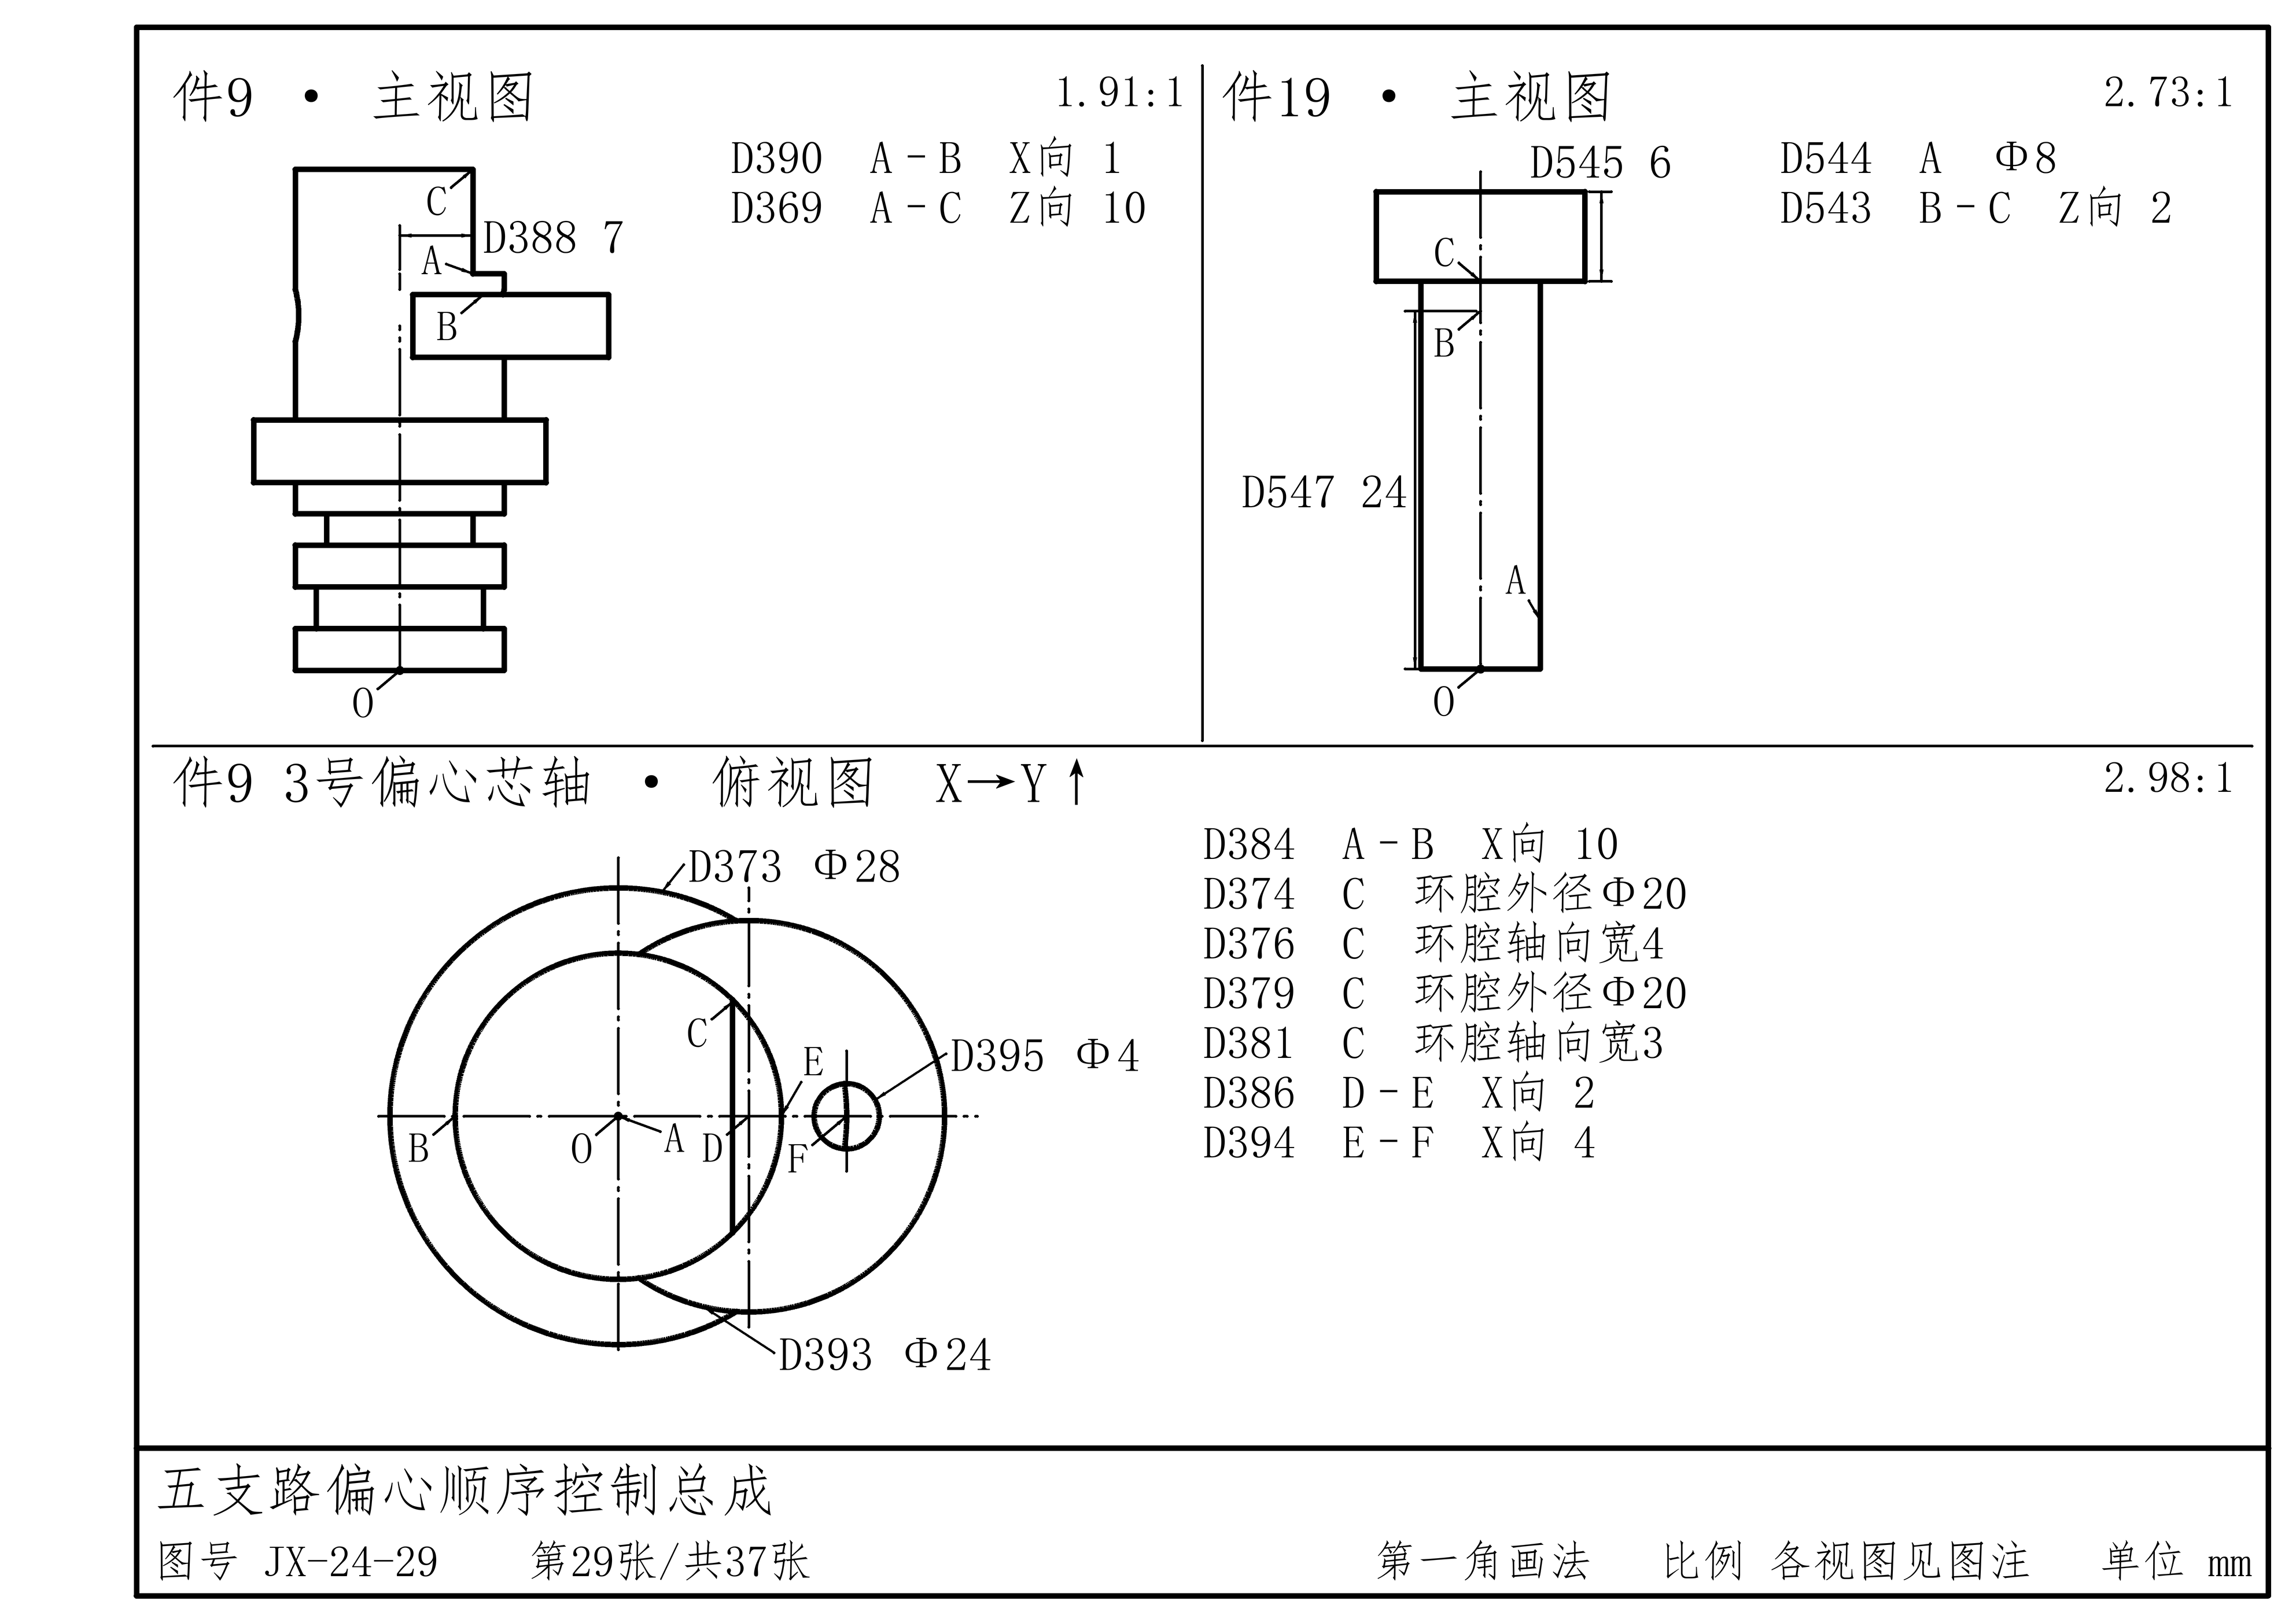 件9 · 主视图 1.91:1
D390 A-B X向 1
D369 A-C Z向 10
C
D388 7
A
B
O
件19 · 主视图 2.73:1
D545 6
D544 A Φ8
D543 B-C Z向 2
C
B
D547 24
A
O
件9 3号偏心芯轴 · 俯视图 X→Y↑ 2.98:1
D373 Φ28
D384 A-B X向 10
D374 C 环腔外径Φ20
D376 C 环腔轴向宽4
D379 C 环腔外径Φ20
D381 C 环腔轴向宽3
D386 D-E X向 2
D394 E-F X向 4
C
E
D395 Φ4
B
O
A
D
F
D393 Φ24
五支路偏心顺序控制总成
图号 JX-24-29 第29张/共37张 第一角画法 比例 各视图见图注 单位 mm